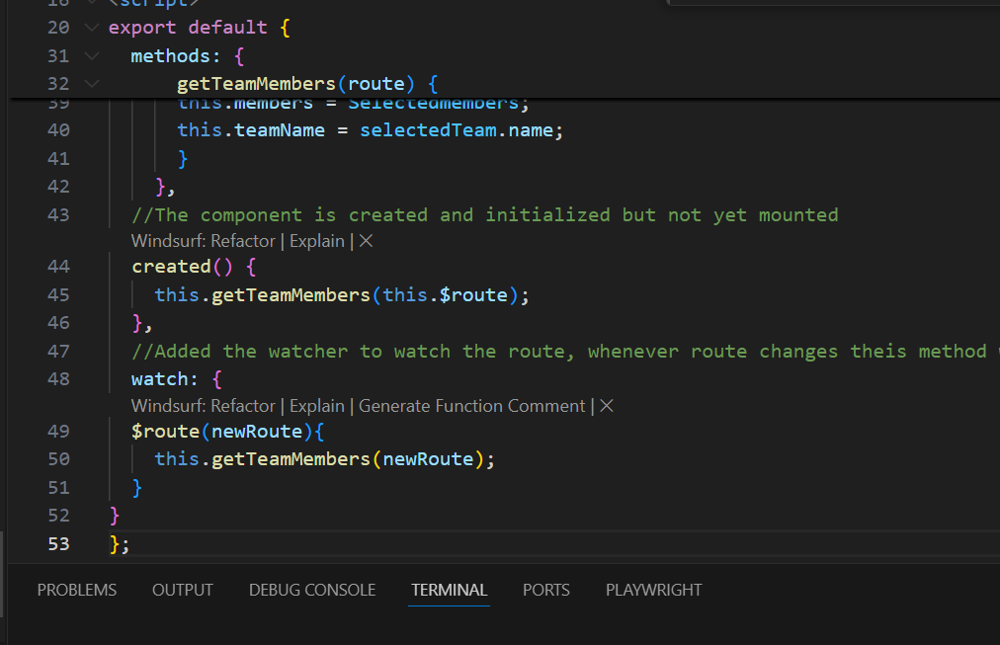 18 <script>
20 export default {
31 methods: {
32 getTeamMembers(route) {
39 this.members = Selectedmembers;
40 this.teamName = selectedTeam.name;
41 }
42 },
43 //The component is created and initialized but not yet mounted
Windsurf: Refactor | Explain | ×
44 created() {
45 this.getTeamMembers(this.$route);
46 },
47 //Added the watcher to watch the route, whenever route changes theis method
48 watch: {
Windsurf: Refactor | Explain | Generate Function Comment | ×
49 $route(newRoute){
50 this.getTeamMembers(newRoute);
51 }
52 }
53 };
PROBLEMS OUTPUT DEBUG CONSOLE TERMINAL PORTS PLAYWRIGHT